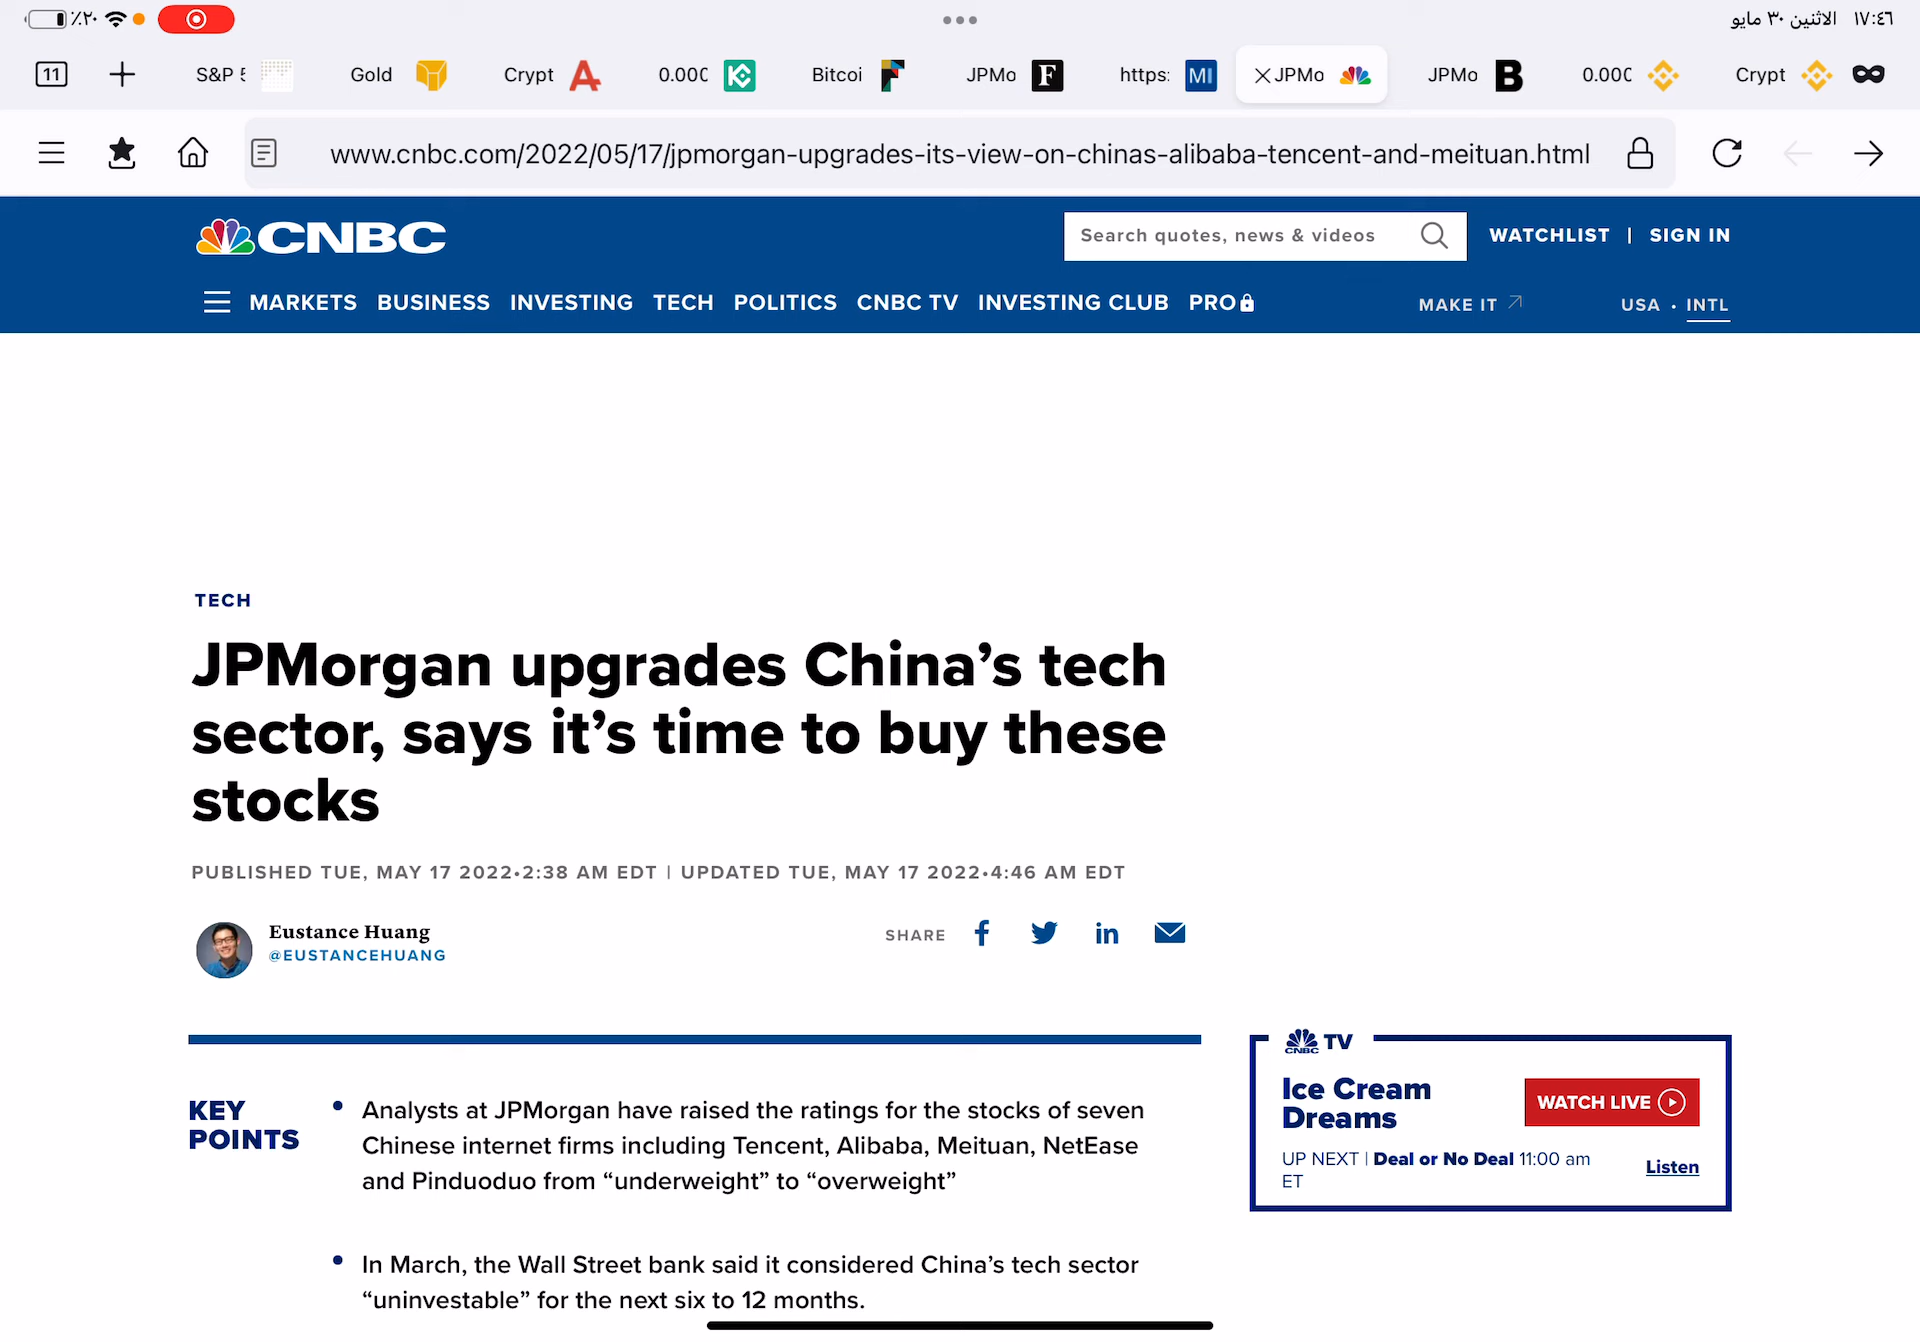 ٪٢٠
الاثنين ٣٠ مايو ١٧:٤٦
11
S&P 5
Gold
Crypt
0.000
Bitcoi
JPMo
https:
MI
JPMo
JPMo
0.000
Crypt
www.cnbc.com/2022/05/17/jpmorgan-upgrades-its-view-on-chinas-alibaba-tencent-and-meituan.html
CNBC
Search quotes, news & videos
WATCHLIST | SIGN IN
MARKETS BUSINESS INVESTING TECH POLITICS CNBC TV INVESTING CLUB PRO
MAKE IT
USA • INTL
TECH
JPMorgan upgrades China’s tech
sector, says it’s time to buy these
stocks
PUBLISHED TUE, MAY 17 2022•2:38 AM EDT | UPDATED TUE, MAY 17 2022•4:46 AM EDT
Eustance Huang
@EUSTANCEHUANG
SHARE
KEY
POINTS
• Analysts at JPMorgan have raised the ratings for the stocks of seven
Chinese internet firms including Tencent, Alibaba, Meituan, NetEase
and Pinduoduo from “underweight” to “overweight”
• In March, the Wall Street bank said it considered China’s tech sector
“uninvestable” for the next six to 12 months.
CNBC TV
Ice Cream
Dreams
WATCH LIVE
UP NEXT | Deal or No Deal 11:00 am
ET
Listen